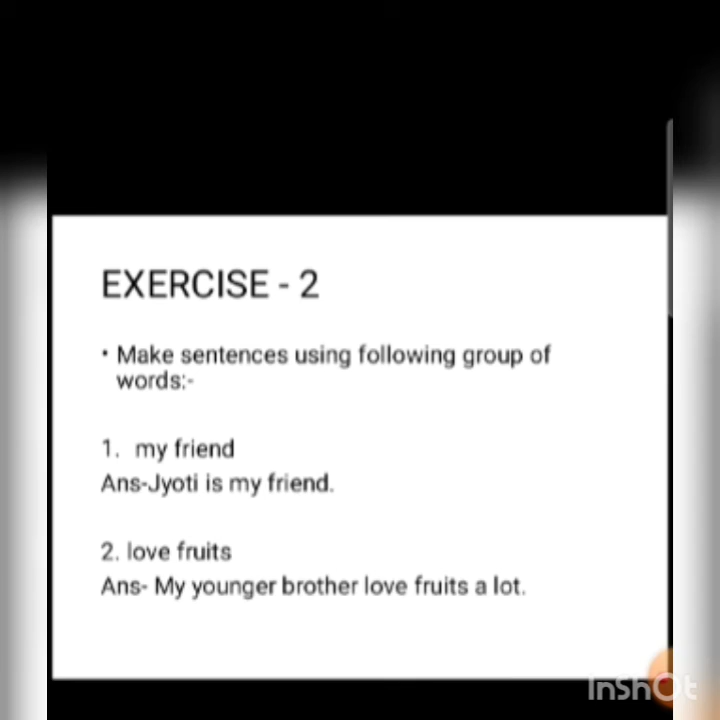 EXERCISE - 2
• Make sentences using following group of
words:-
1. my friend
Ans-Jyoti is my friend.
2. love fruits
Ans- My younger brother love fruits a lot.
InShOt